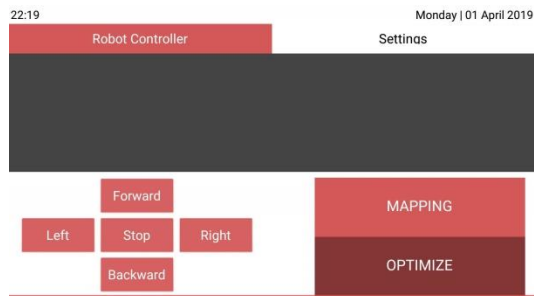 22:19 Monday | 01 April 2019
Robot Controller Settings
Forward
Left Stop Right
Backward
MAPPING
OPTIMIZE